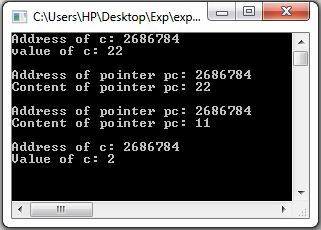 C:\Users\HP\Desktop\Exp\exp...
Address of c: 2686784
value of c: 22
Address of pointer pc: 2686784
Content of pointer pc: 22
Address of pointer pc: 2686784
Content of pointer pc: 11
Address of c: 2686784
Value of c: 2